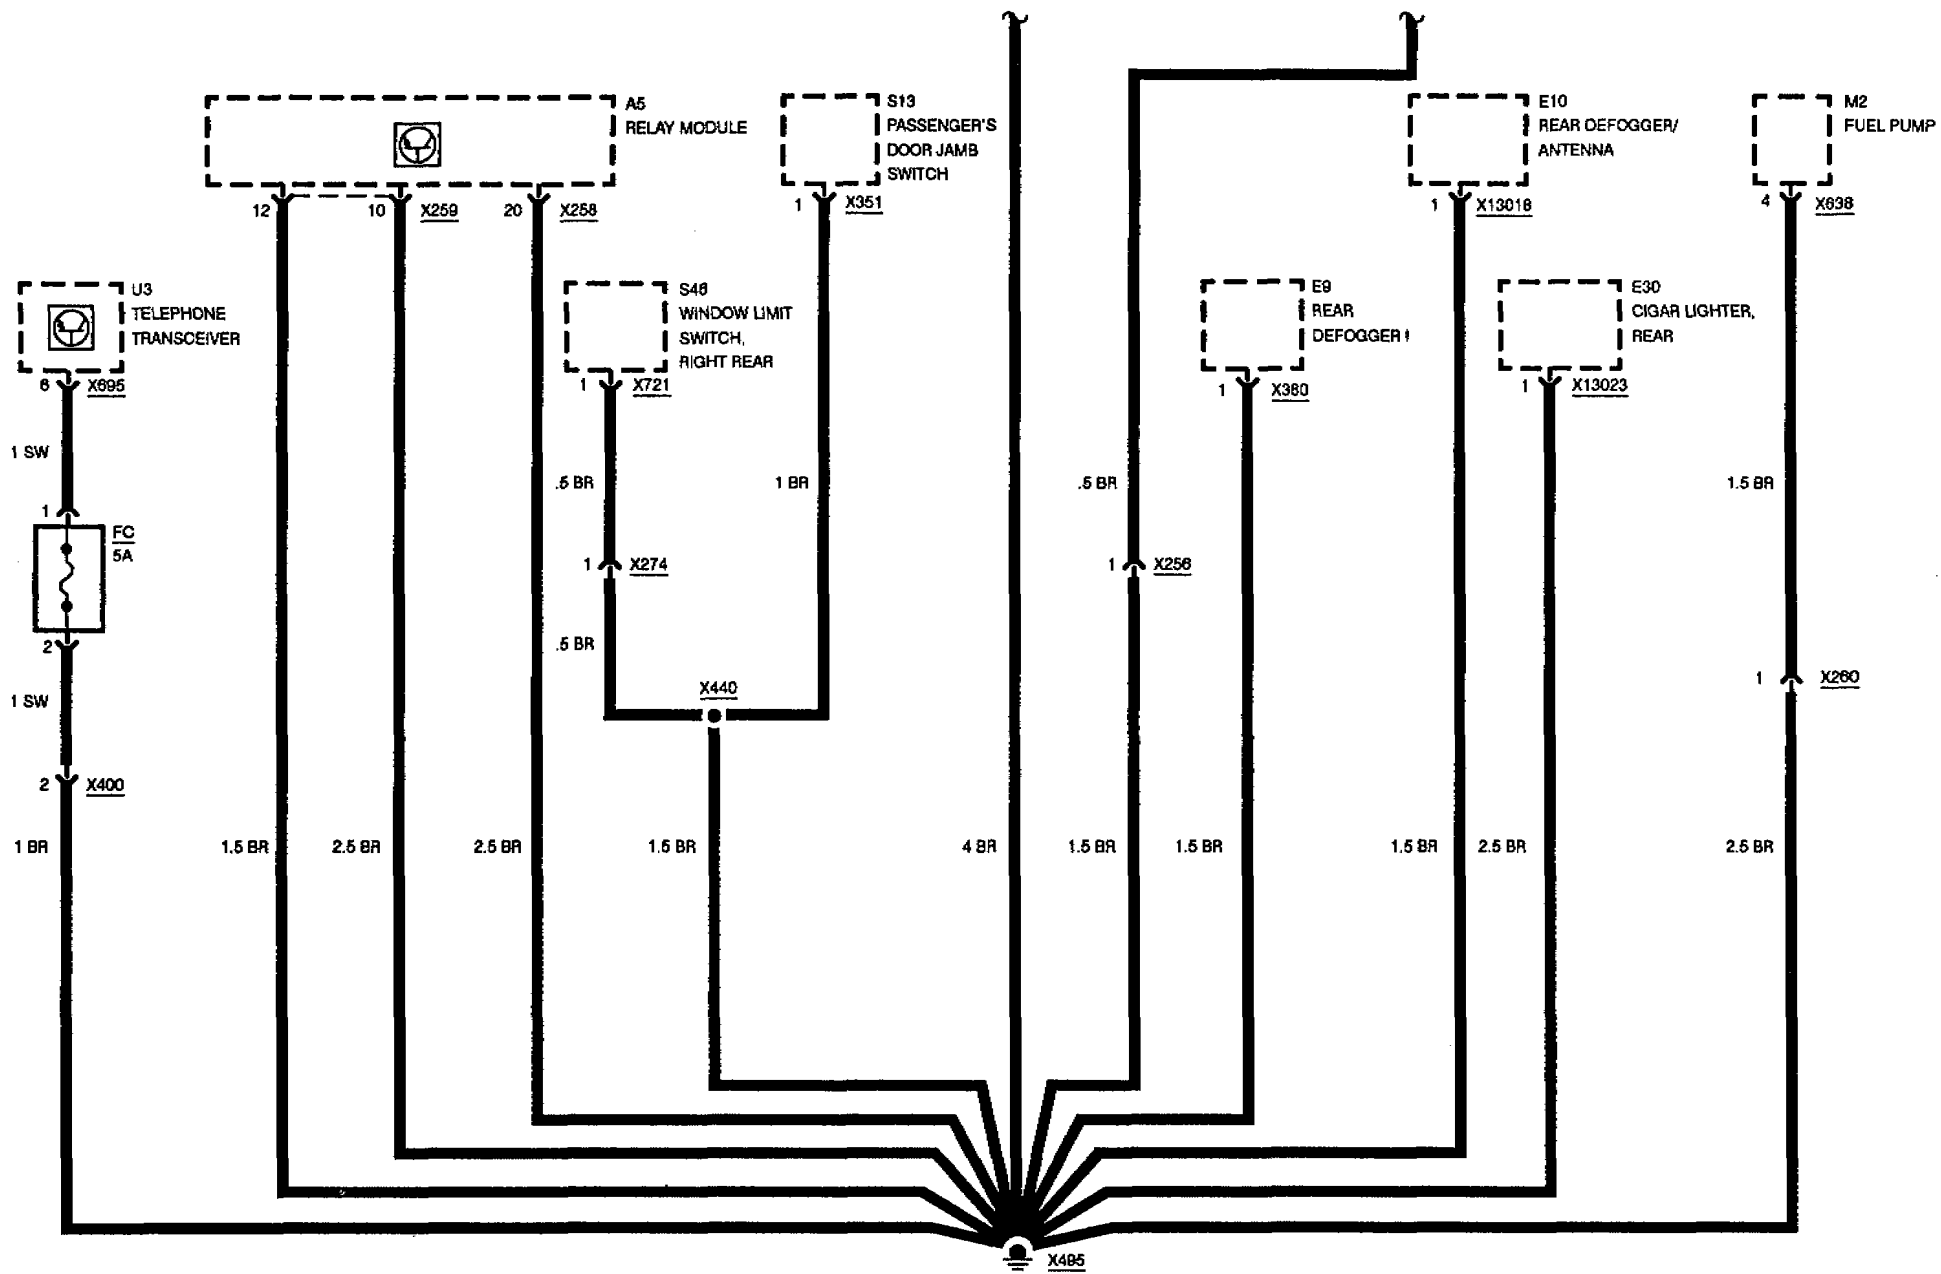 A5
RELAY MODULE
S13
PASSENGER'S
DOOR JAMB
SWITCH
E10
REAR DEFOGGER/
ANTENNA
M2
FUEL PUMP
12
10
X259
20
X258
1
X351
1
X13016
4
X638
U3
TELEPHONE
TRANSCEIVER
S46
WINDOW LIMIT
SWITCH,
RIGHT REAR
E9
REAR
DEFOGGER I
E30
CIGAR LIGHTER,
REAR
6
X695
1
X721
1
X380
1
X13023
1 SW
.5 BR
1 BR
.5 BR
1.5 BR
1
FC
5A
1
X274
1
X256
2
.5 BR
X440
1
X260
1 SW
2
X400
1 BR
1.5 BR
2.5 BR
2.5 BR
1.5 BR
4 BR
1.5 BR
1.5 BR
1.5 BR
2.5 BR
2.5 BR
X495